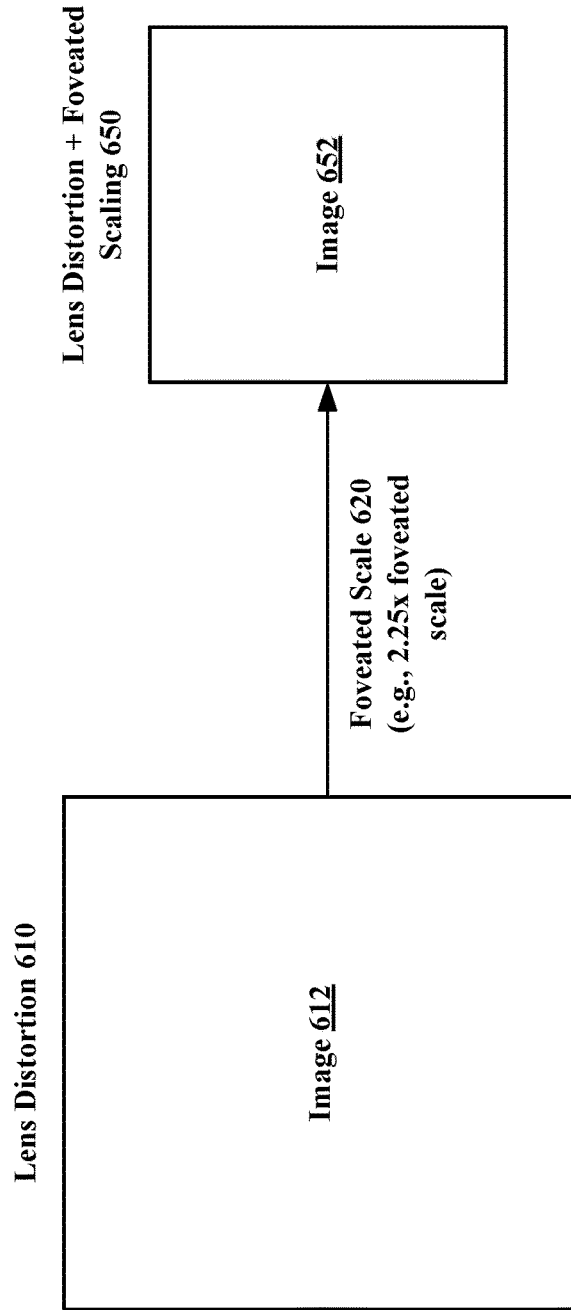 Lens Distortion 610
Image 612
Foveated Scale 620
(e.g., 2.25x foveated
scale)
Lens Distortion + Foveated
Scaling 650
Image 652